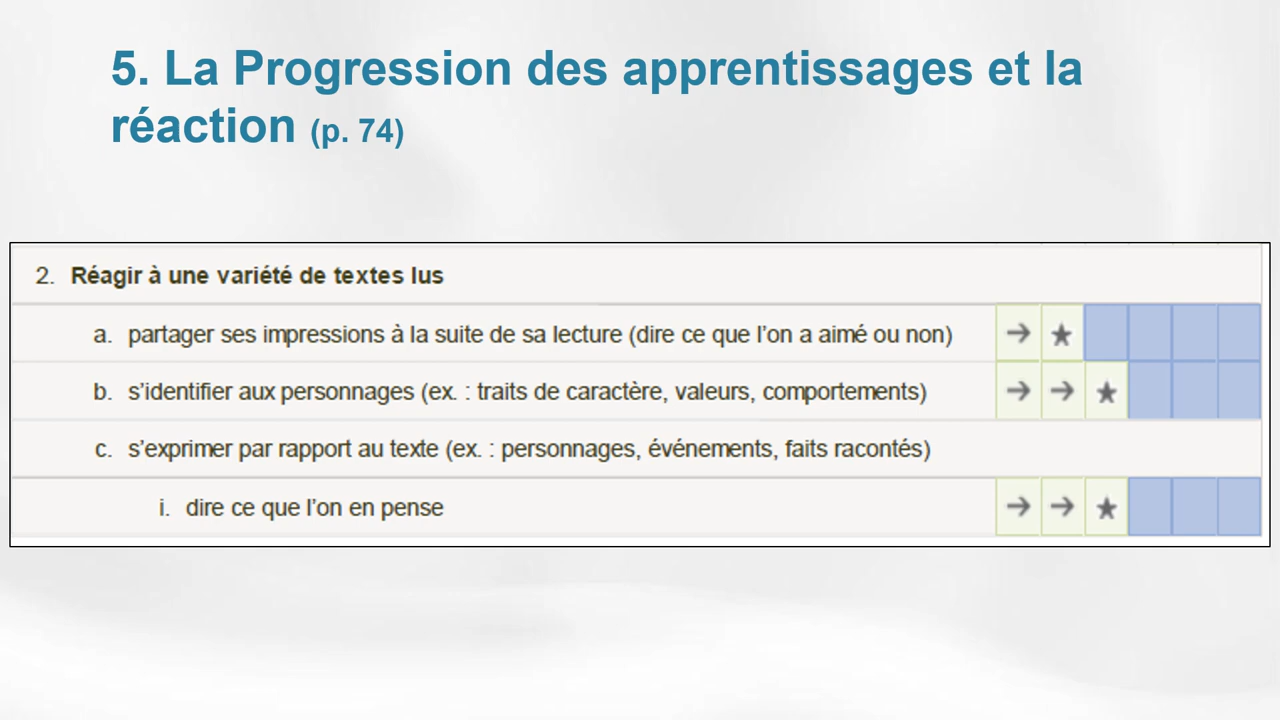 5. La Progression des apprentissages et la
réaction (p. 74)
2. Réagir à une variété de textes lus
a. partager ses impressions à la suite de sa lecture (dire ce que l'on a aimé ou non) → ★
b. s'identifier aux personnages (ex. : traits de caractère, valeurs, comportements) → → ★
c. s'exprimer par rapport au texte (ex. : personnages, événements, faits racontés)
i. dire ce que l'on en pense → → ★